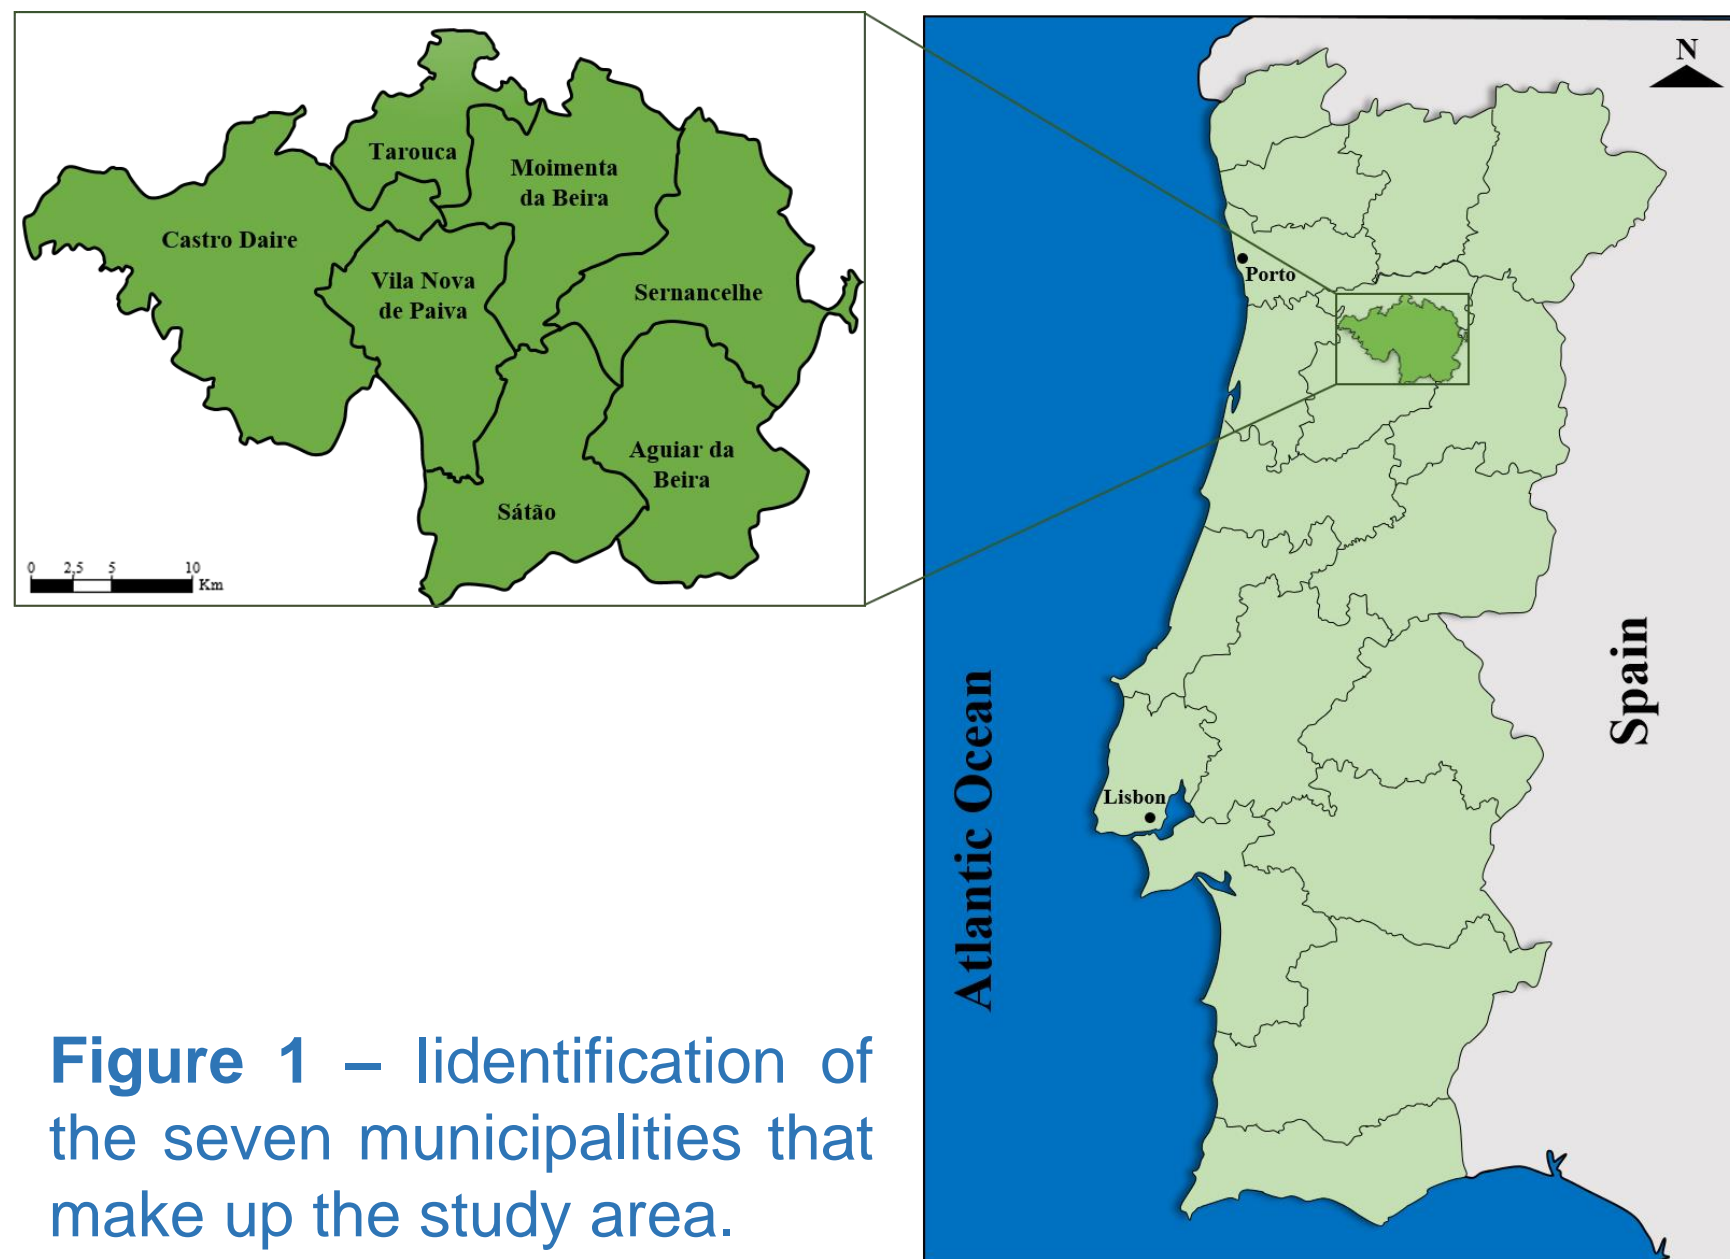 Tarouca
Moimenta
da Beira
Castro Daire
Vila Nova
de Paiva
Sernancelhe
Aguiar da
Beira
Sátão
0 2,5 5 10
Km
N
Porto
Lisbon
Atlantic Ocean
Spain
Figure 1 – Iidentification of
the seven municipalities that
make up the study area.